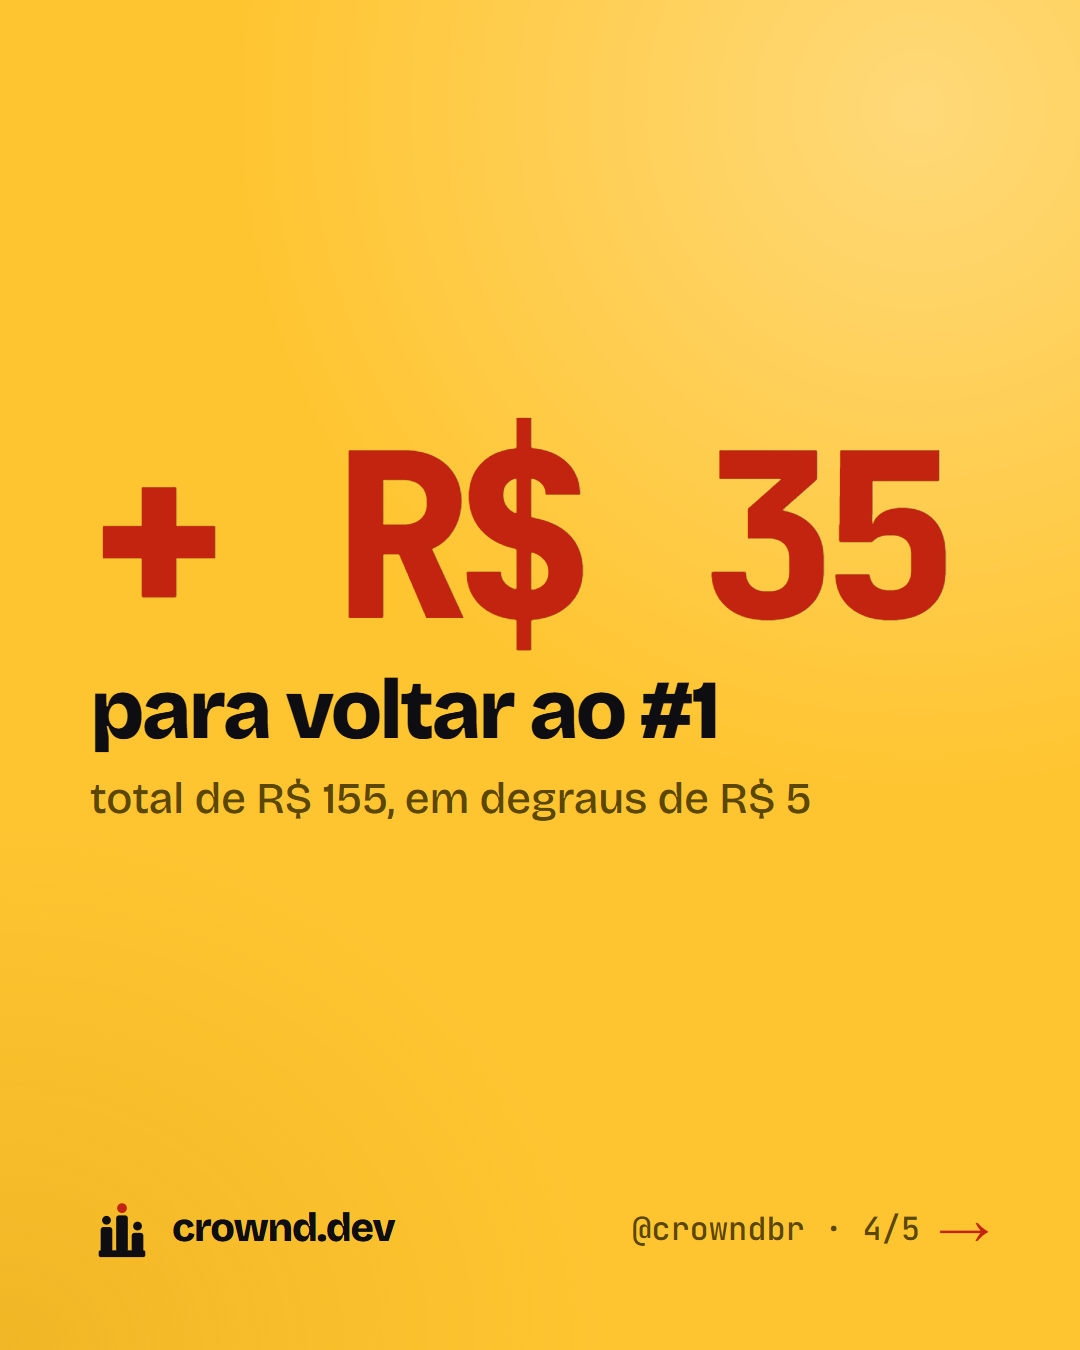 + R$ 35
para voltar ao #1
total de R$ 155, em degraus de R$ 5
crownd.dev
@crowndbr · 4/5 →